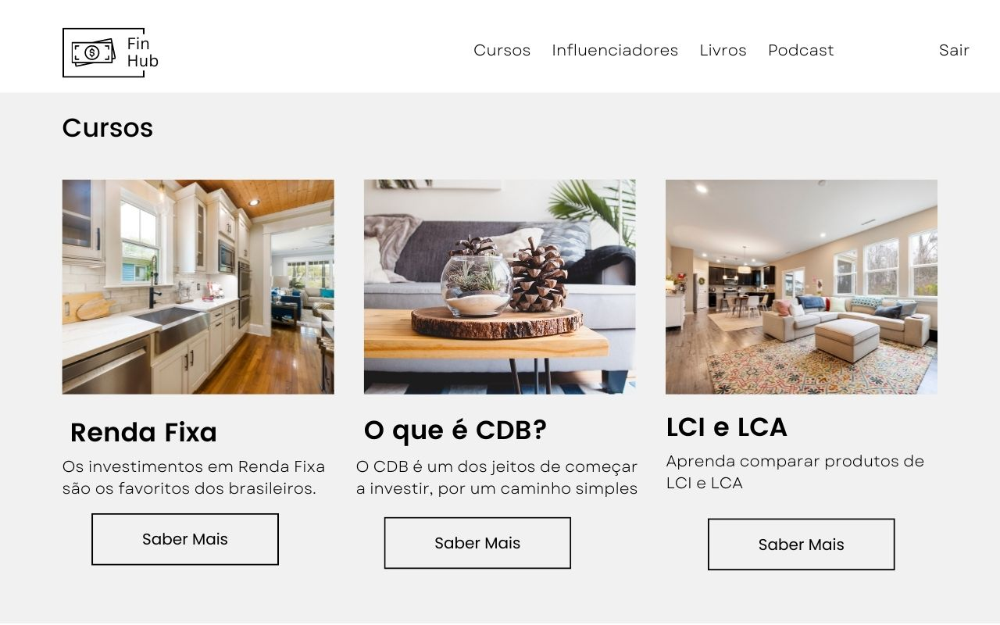 Fin
Hub
Cursos Influenciadores Livros Podcast Sair
Cursos
Renda Fixa
Os investimentos em Renda Fixa
são os favoritos dos brasileiros.
Saber Mais
O que é CDB?
O CDB é um dos jeitos de começar
a investir, por um caminho simples
Saber Mais
LCI e LCA
Aprenda comparar produtos de
LCI e LCA
Saber Mais